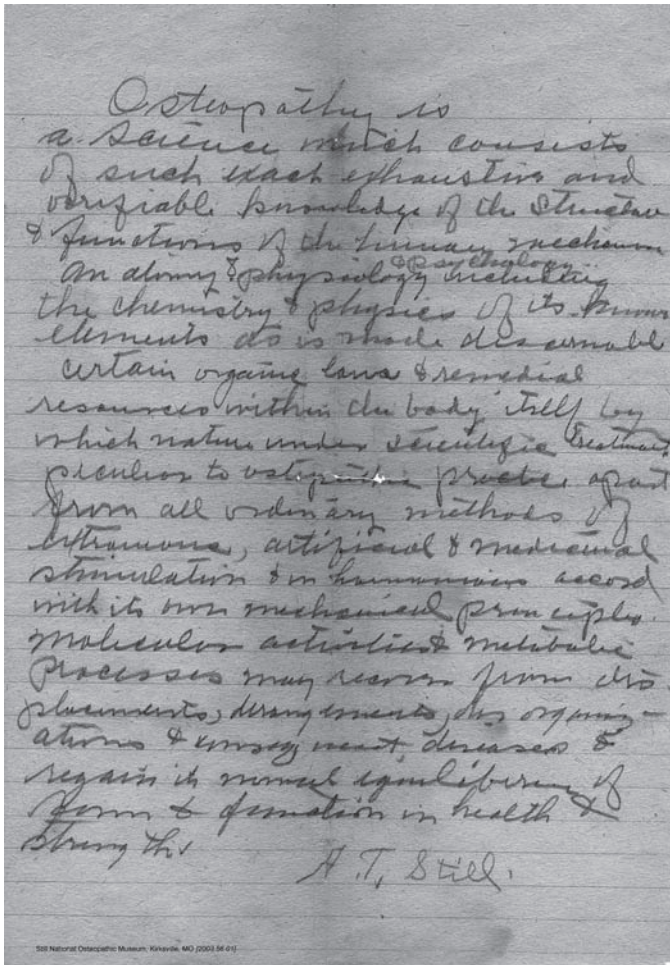 Osteopathy is
a science which consists
of such exact exhaustive and
verifiable knowledge of the structure
& functions of the human mechanism
& psychology
anatomy & physiology including
the chemistry & physics of its known
elements as is made discernable
certain organic laws & remedial
resources within the body itself by
which nature under scientific treatment
peculiar to osteopathic practice apart
from all ordinary methods of
extraneous, artificial & medicinal
stimulation & in harmonious accord
with its own mechanical principles.
molecular activities & metabolic
processes may recover from dis
placements, derangements, dis organiz-
ations & consequent diseases &
regain its normal equilibrium of
form & function in health &
strength.
A. T. Still.
Still National Osteopathic Museum, Kirksville, MO [2003.56.01]